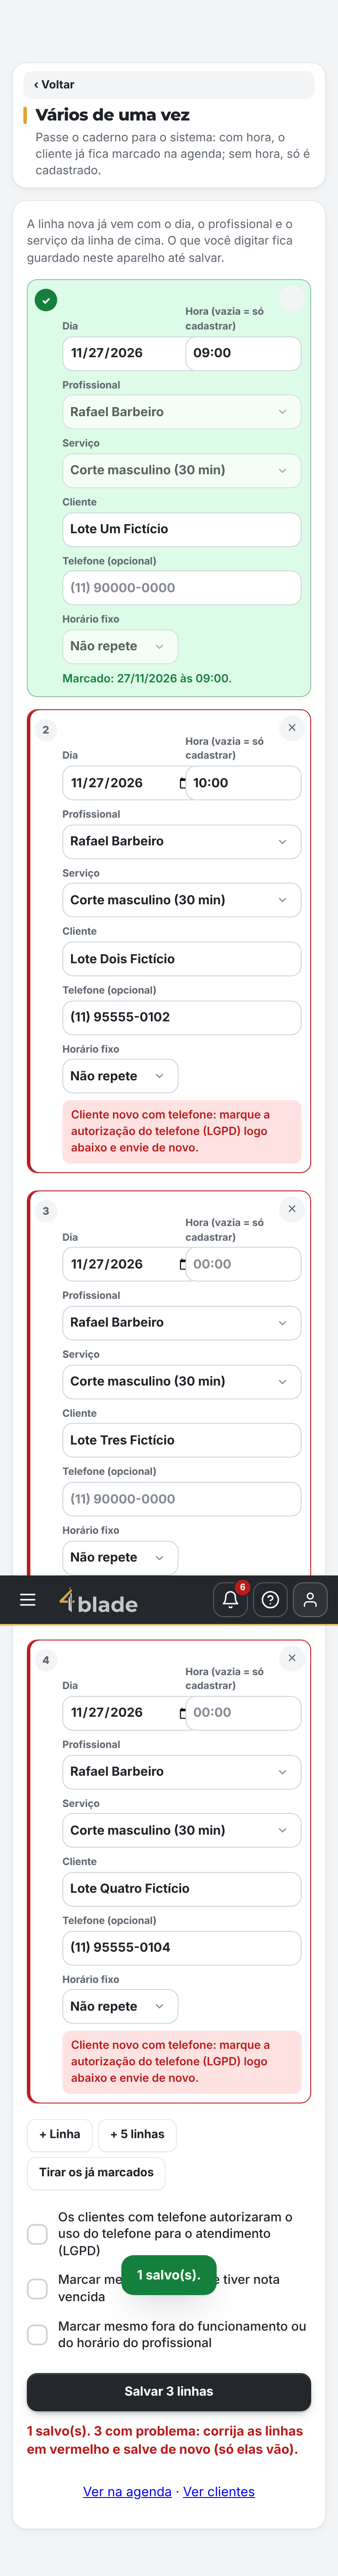 ‹ Voltar
Vários de uma vez
Passe o caderno para o sistema: com hora, o
cliente já fica marcado na agenda; sem hora, só é
cadastrado.
A linha nova já vem com o dia, o profissional e o
serviço da linha de cima. O que você digitar fica
guardado neste aparelho até salvar.
Dia
Hora (vazia = só
cadastrar)
11/27/2026
09:00
Profissional
Rafael Barbeiro
Serviço
Corte masculino (30 min)
Cliente
Lote Um Fictício
Telefone (opcional)
(11) 90000-0000
Horário fixo
Não repete
Marcado: 27/11/2026 às 09:00.
2
Dia
Hora (vazia = só
cadastrar)
11/27/2026
10:00
Profissional
Rafael Barbeiro
Serviço
Corte masculino (30 min)
Cliente
Lote Dois Fictício
Telefone (opcional)
(11) 95555-0102
Horário fixo
Não repete
Cliente novo com telefone: marque a
autorização do telefone (LGPD) logo
abaixo e envie de novo.
3
Dia
Hora (vazia = só
cadastrar)
11/27/2026
00:00
Profissional
Rafael Barbeiro
Serviço
Corte masculino (30 min)
Cliente
Lote Tres Fictício
Telefone (opcional)
(11) 90000-0000
Horário fixo
Não repete
4blade
6
4
Dia
Hora (vazia = só
cadastrar)
11/27/2026
00:00
Profissional
Rafael Barbeiro
Serviço
Corte masculino (30 min)
Cliente
Lote Quatro Fictício
Telefone (opcional)
(11) 95555-0104
Horário fixo
Não repete
Cliente novo com telefone: marque a
autorização do telefone (LGPD) logo
abaixo e envie de novo.
+ Linha
+ 5 linhas
Tirar os já marcados
Os clientes com telefone autorizaram o
uso do telefone para o atendimento
(LGPD)
Marcar tiver nota
vencida
1 salvo(s).
Marcar mesmo fora do funcionamento ou
do horário do profissional
Salvar 3 linhas
1 salvo(s). 3 com problema: corrija as linhas
em vermelho e salve de novo (só elas vão).
Ver na agenda · Ver clientes